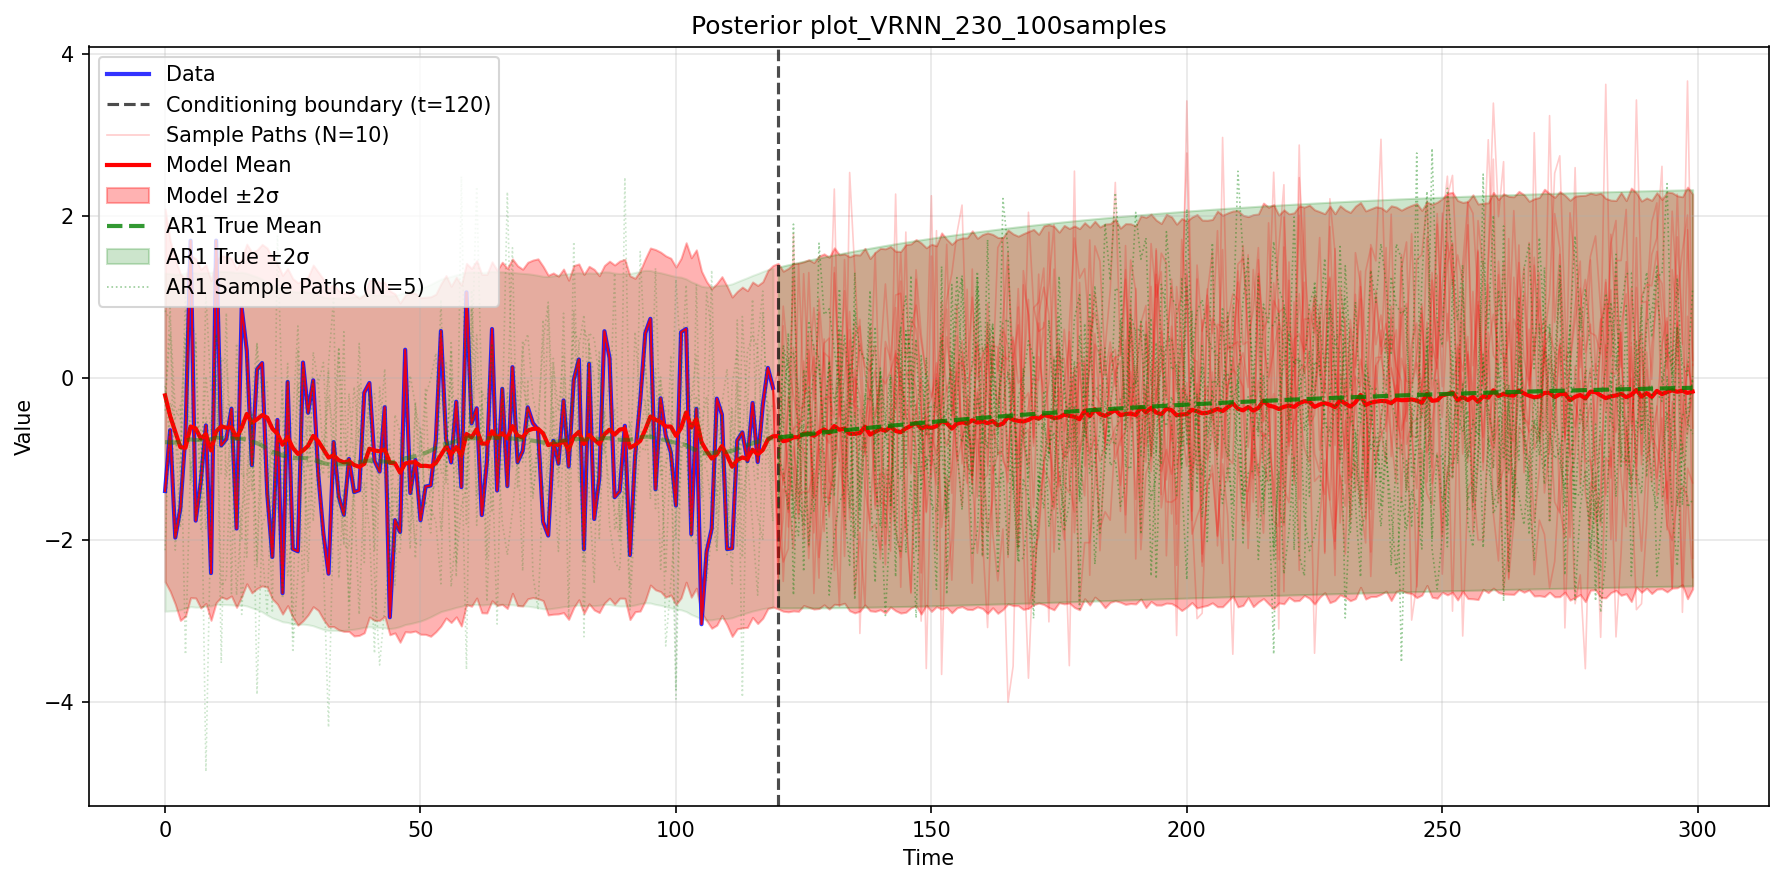 Posterior plot_VRNN_230_100samples
Data
Conditioning boundary (t=120)
Sample Paths (N=10)
Model Mean
Model ±2σ
AR1 True Mean
AR1 True ±2σ
AR1 Sample Paths (N=5)
4
2
0
−2
−4
Value
0
50
100
150
200
250
300
Time